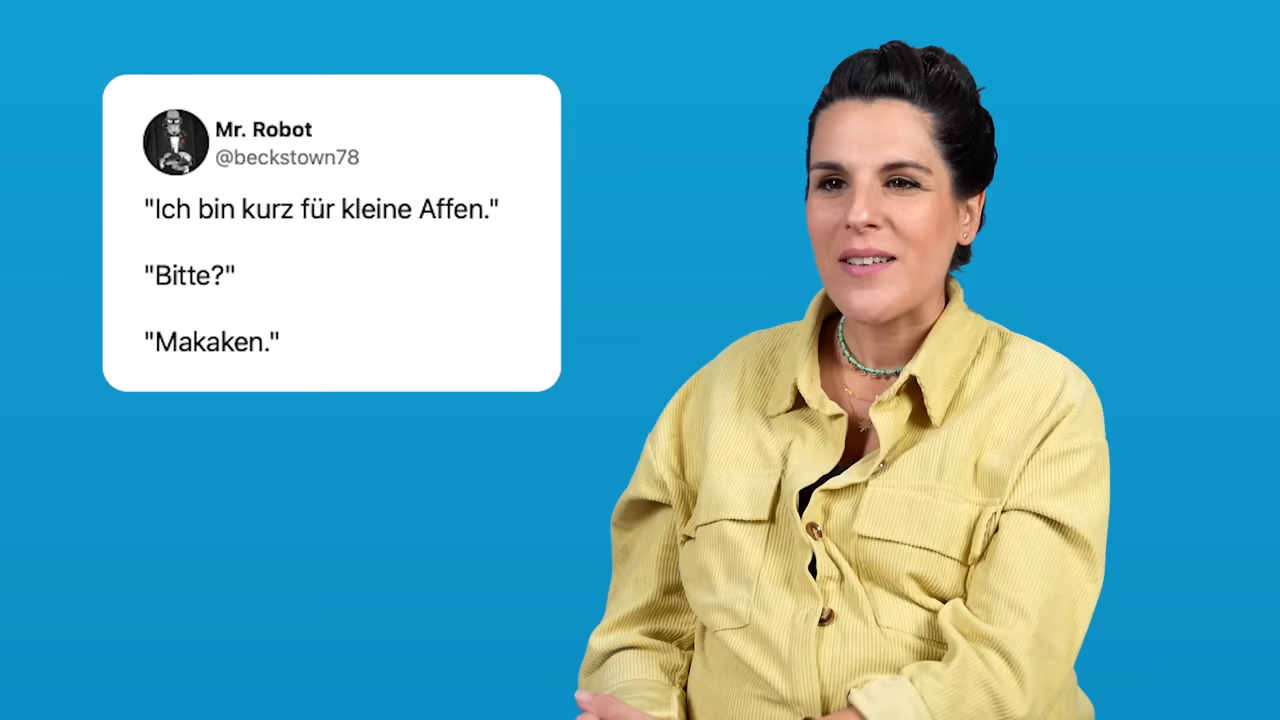 Mr. Robot
@beckstown78
"Ich bin kurz für kleine Affen."
"Bitte?"
"Makaken."